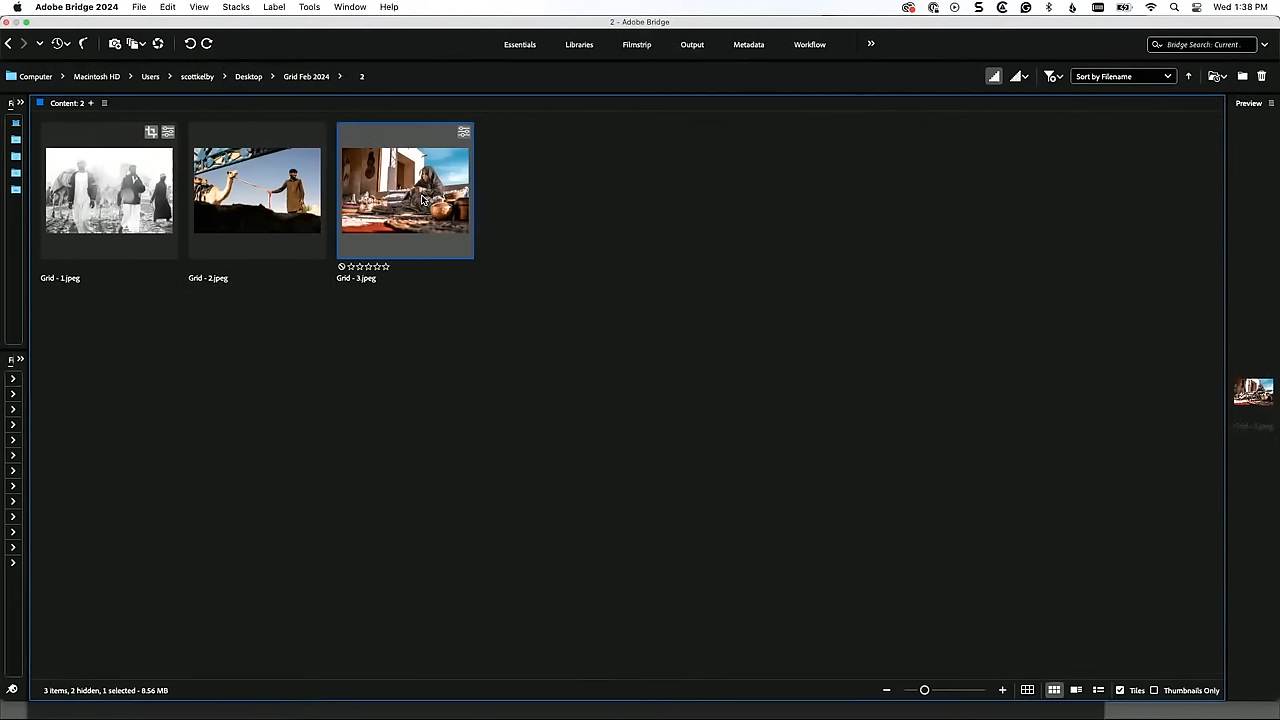 Adobe Bridge 2024 File Edit View Stacks Label Tools Window Help Wed 1:38 PM
2 - Adobe Bridge
Essentials Libraries Filmstrip Output Metadata Workflow Bridge Search: Current
Computer Macintosh HD Users scottkelby Desktop Grid Feb 2024 2 Sort by Filename
Content: 2 Preview
Grid - 1.jpeg Grid - 2.jpeg Grid - 3.jpeg
3 items, 2 hidden, 1 selected - 8.56 MB Tiles Thumbnails Only